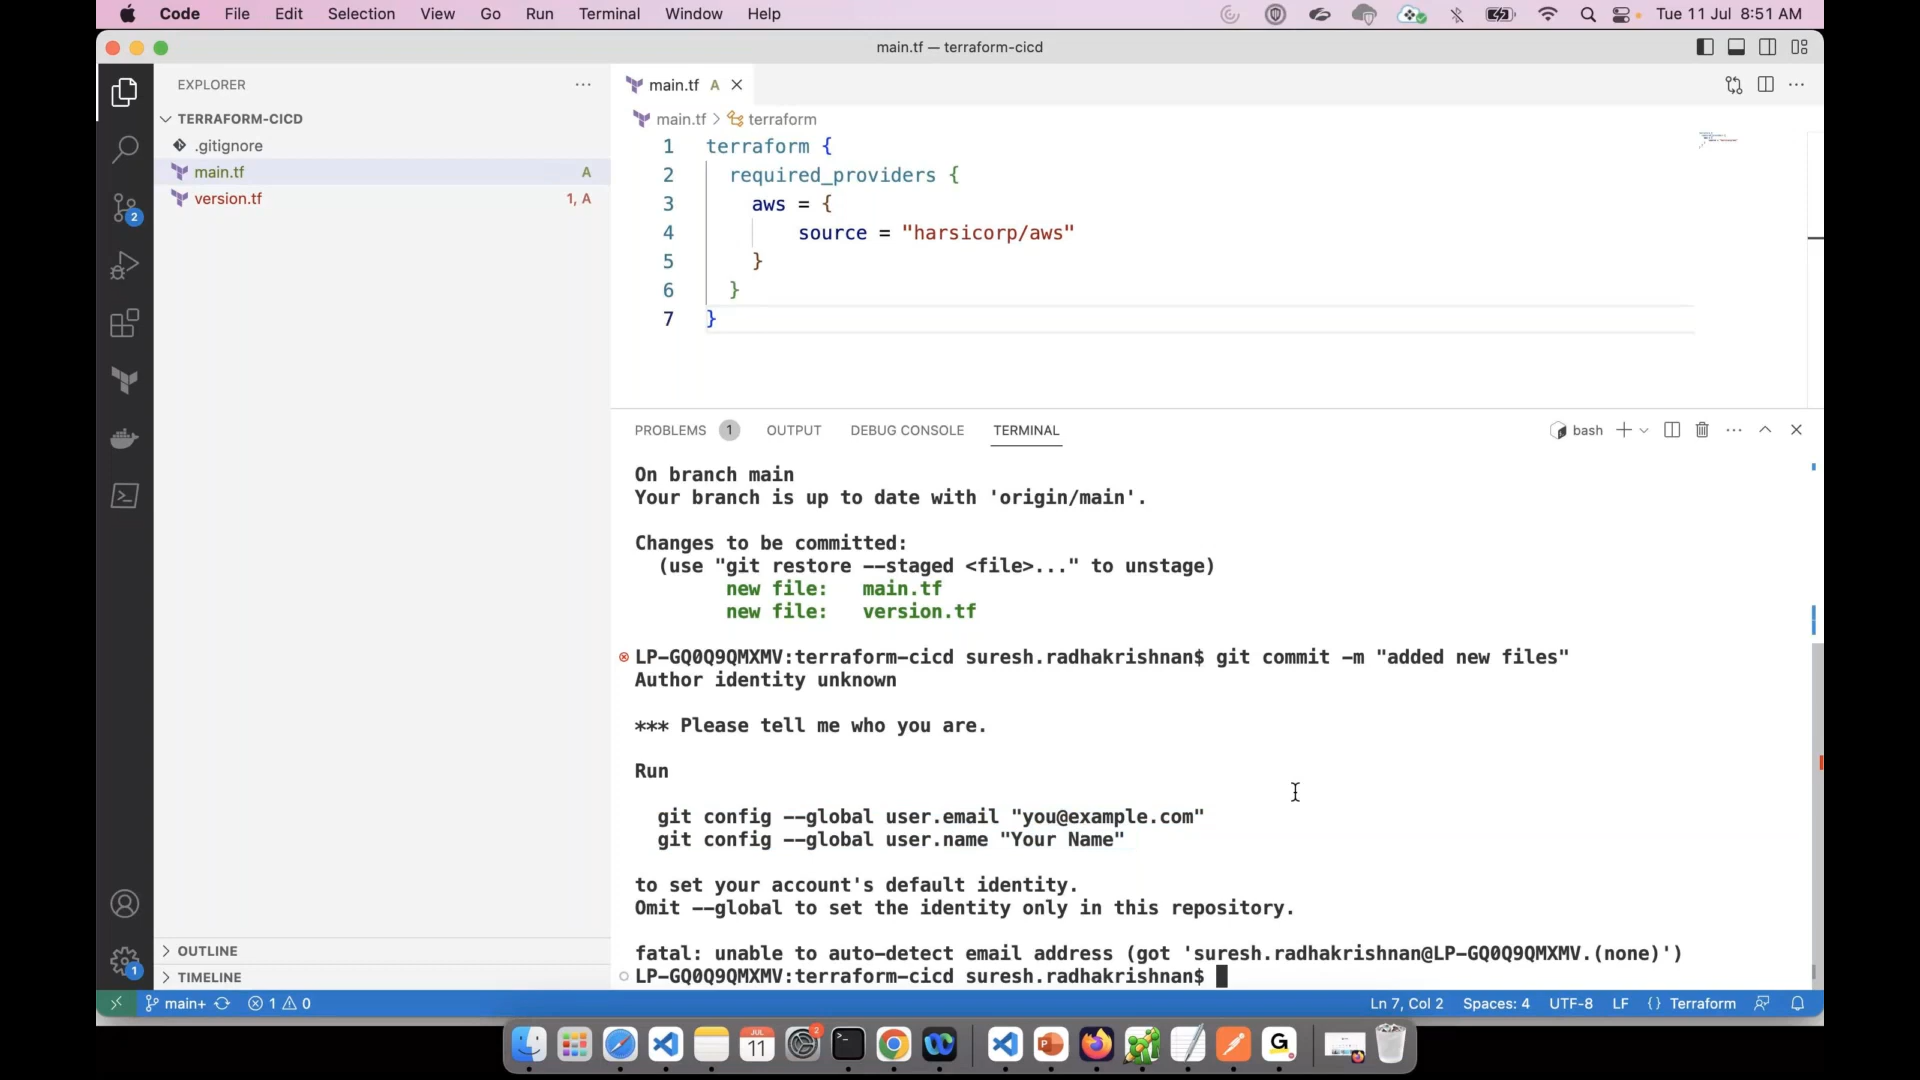 Code File Edit Selection View Go Run Terminal Window Help
Tue 11 Jul 8:51 AM
main.tf — terraform-cicd
EXPLORER
TERRAFORM-CICD
.gitignore
main.tf A
version.tf 1, A
OUTLINE
TIMELINE
main.tf A
main.tf > terraform
1 terraform {
2 required_providers {
3 aws = {
4 source = "harsicorp/aws"
5 }
6 }
7 }
PROBLEMS 1 OUTPUT DEBUG CONSOLE TERMINAL
bash
On branch main
Your branch is up to date with 'origin/main'.
Changes to be committed:
(use "git restore --staged <file>..." to unstage)
new file: main.tf
new file: version.tf
LP-GQ0Q9QMXMV:terraform-cicd suresh.radhakrishnan$ git commit -m "added new files"
Author identity unknown
*** Please tell me who you are.
Run
git config --global user.email "you@example.com"
git config --global user.name "Your Name"
to set your account's default identity.
Omit --global to set the identity only in this repository.
fatal: unable to auto-detect email address (got 'suresh.radhakrishnan@LP-GQ0Q9QMXMV.(none)')
LP-GQ0Q9QMXMV:terraform-cicd suresh.radhakrishnan$
2
1
main+ 1 0
Ln 7, Col 2 Spaces: 4 UTF-8 LF {} Terraform
JUL
11
2